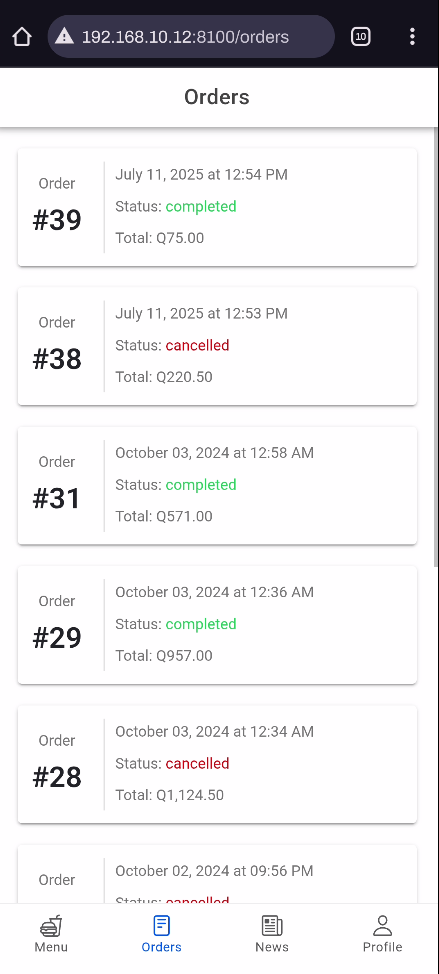 192.168.10.12:8100/orders
10
Orders
Order
#39
July 11, 2025 at 12:54 PM
Status: completed
Total: Q75.00
Order
#38
July 11, 2025 at 12:53 PM
Status: cancelled
Total: Q220.50
Order
#31
October 03, 2024 at 12:58 AM
Status: completed
Total: Q571.00
Order
#29
October 03, 2024 at 12:36 AM
Status: completed
Total: Q957.00
Order
#28
October 03, 2024 at 12:34 AM
Status: cancelled
Total: Q1,124.50
Order
October 02, 2024 at 09:56 PM
Status: cancelled
Menu
Orders
News
Profile